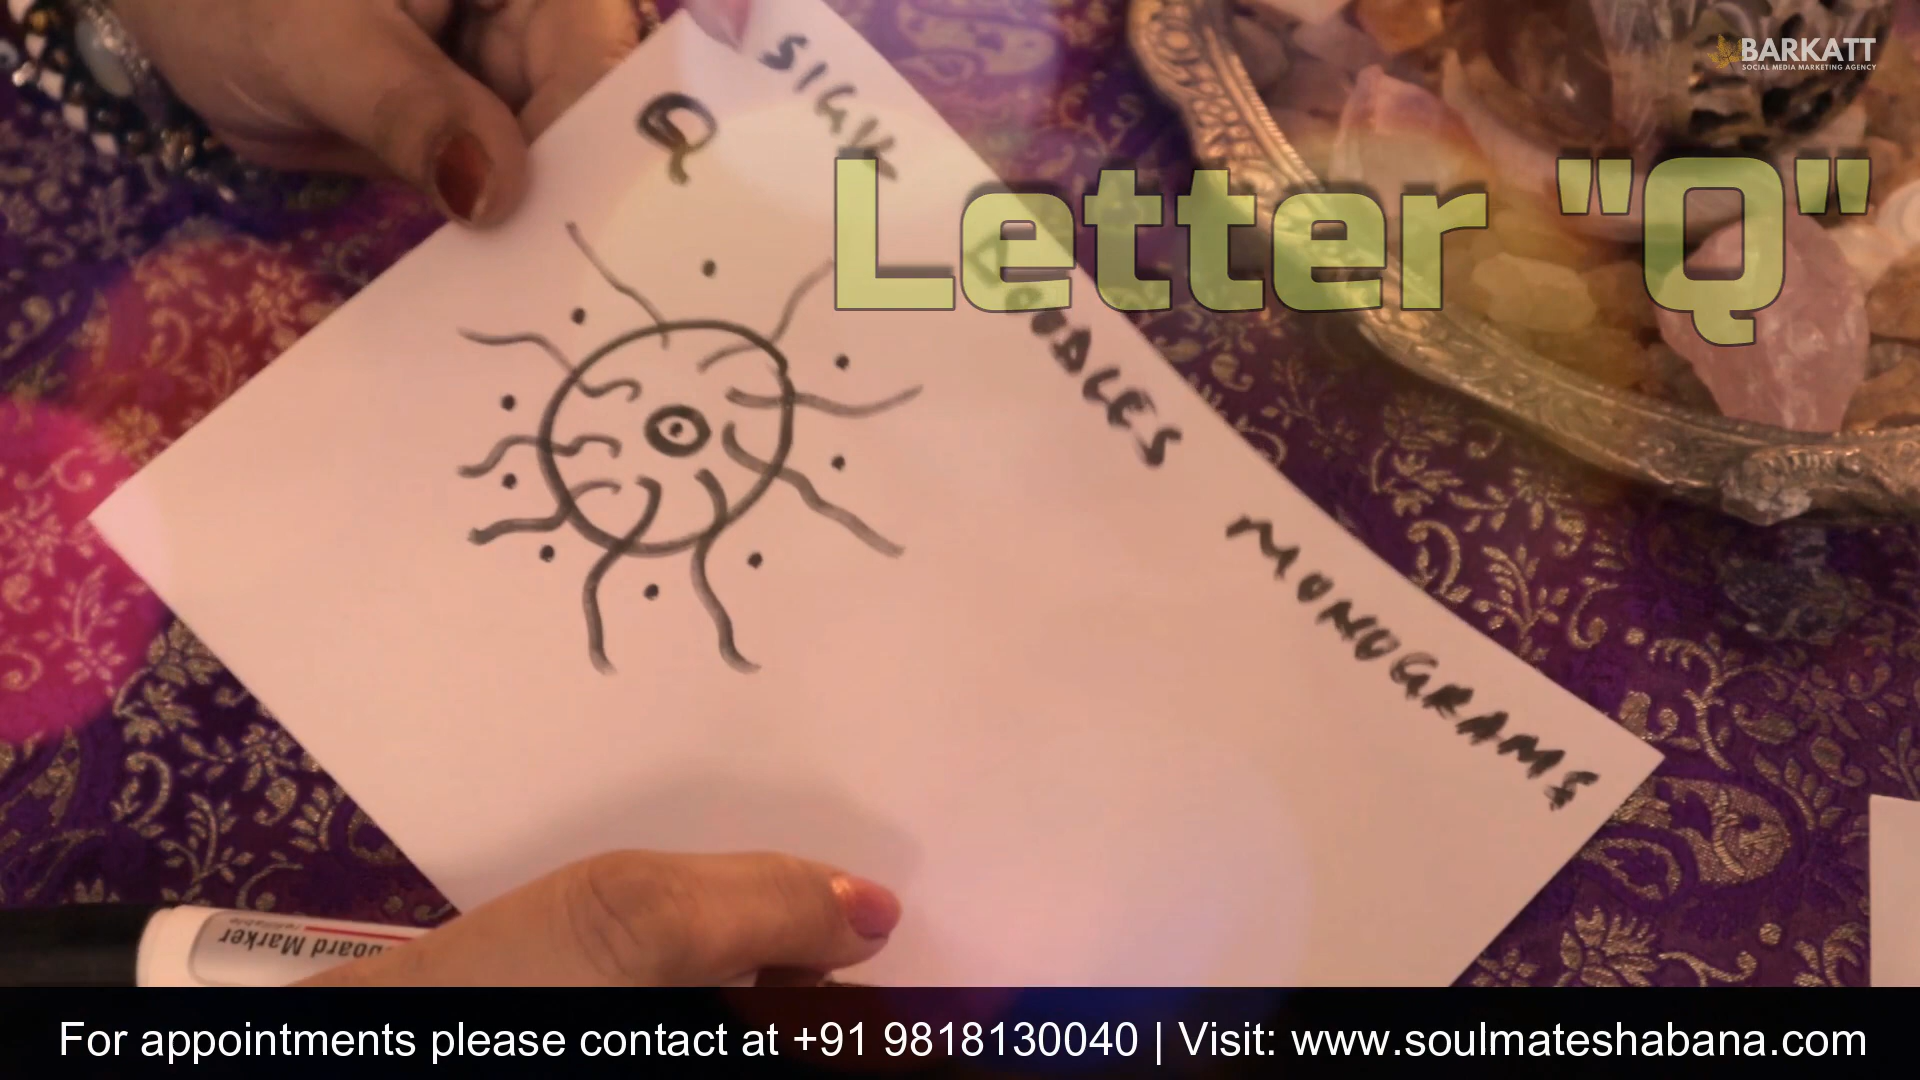 BARKATT
SOCIAL MEDIA MARKETING AGENCY
Q
Letter "Q"
DOODLES
MONOGRAMS
board Marker
refillable
For appointments please contact at +91 9818130040 | Visit: www.soulmateshabana.com